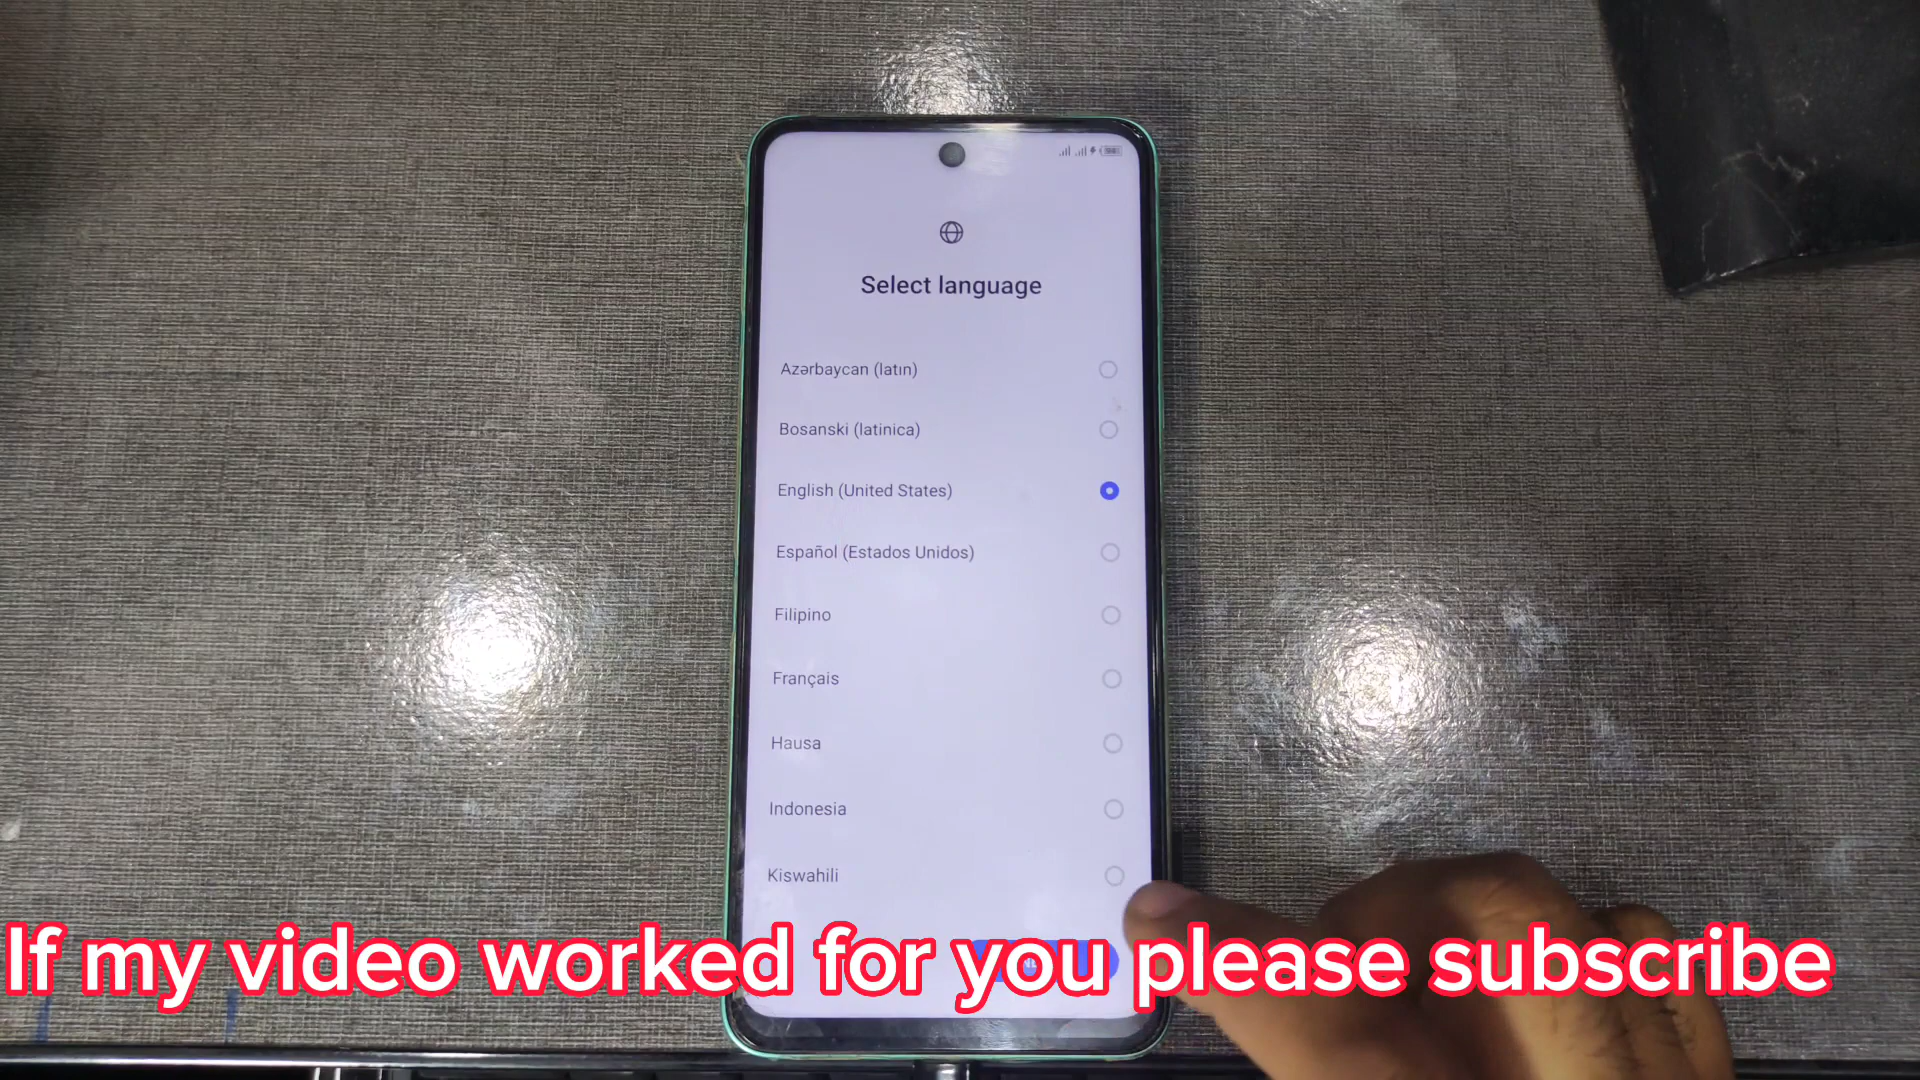 Select language
Azərbaycan (latın)
Bosanski (latinica)
English (United States)
Español (Estados Unidos)
Filipino
Français
Hausa
Indonesia
Kiswahili
If my video worked for you please subscribe